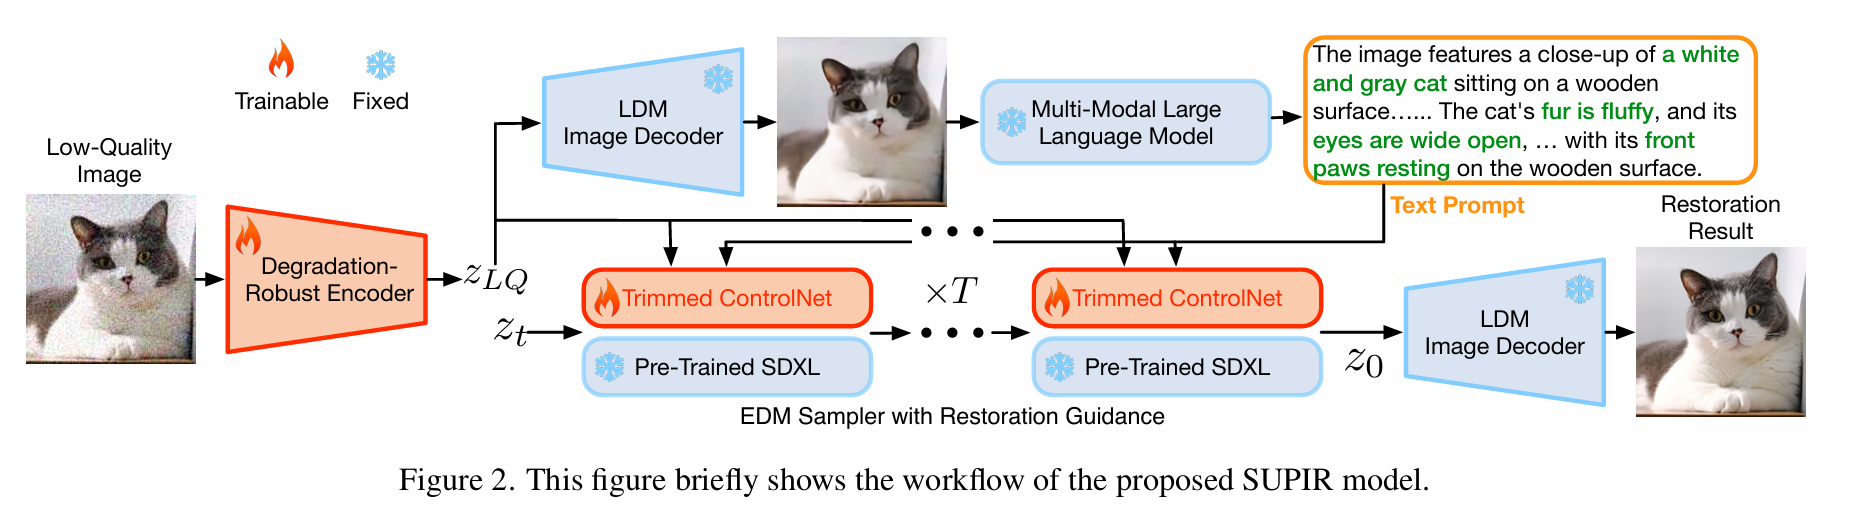 Trainable
Fixed
Low-Quality
Image
Degradation-
Robust Encoder
z_{LQ}
z_t
LDM
Image Decoder
Multi-Modal Large
Language Model
The image features a close-up of a white
and gray cat sitting on a wooden
surface…... The cat's fur is fluffy, and its
eyes are wide open, … with its front
paws resting on the wooden surface.
Text Prompt
Trimmed ControlNet
Pre-Trained SDXL
• • •
×T
• • •
Trimmed ControlNet
Pre-Trained SDXL
EDM Sampler with Restoration Guidance
z_0
LDM
Image Decoder
Restoration
Result
Figure 2. This figure briefly shows the workflow of the proposed SUPIR model.